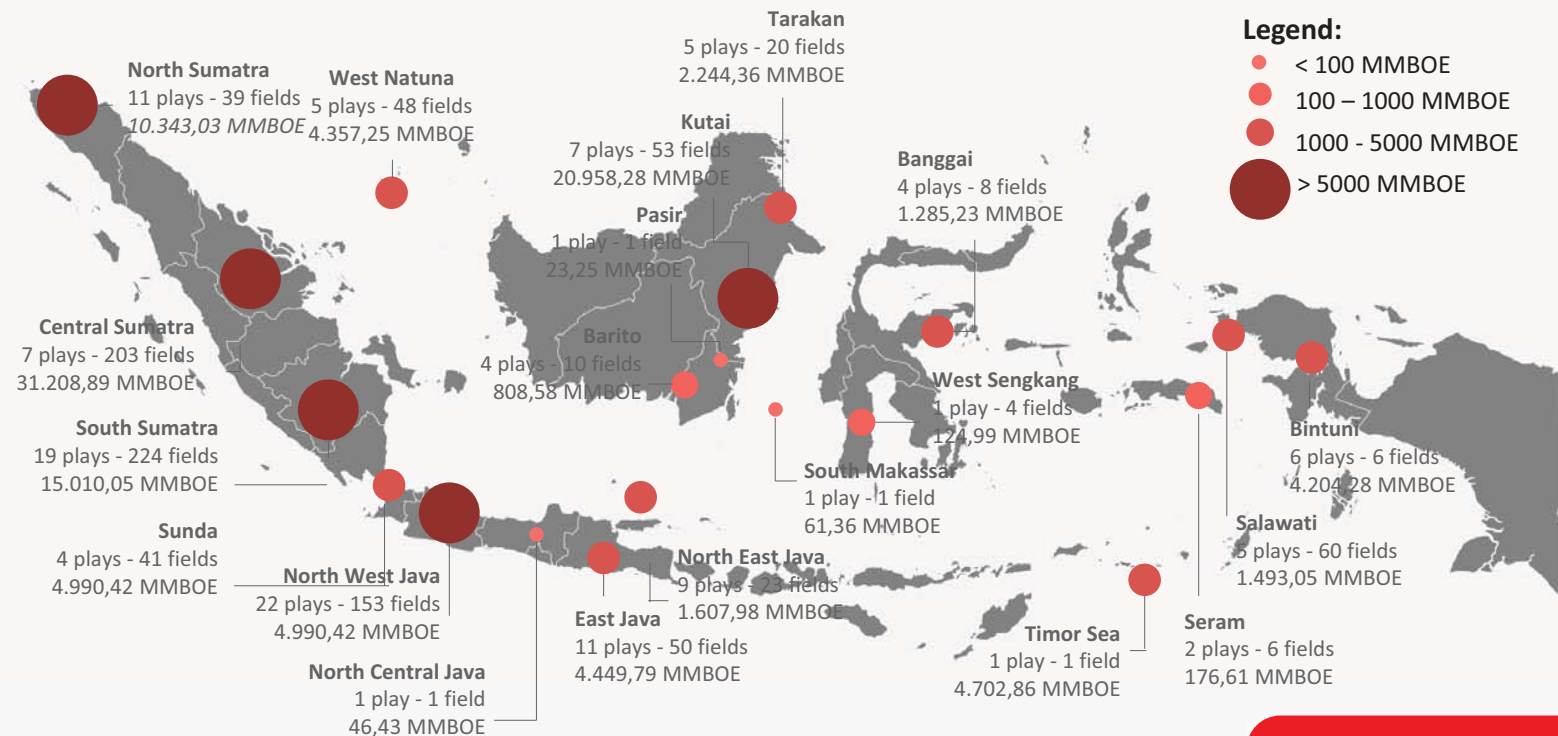 Tarakan
5 plays - 20 fields
2.244,36 MMBOE
Legend:
< 100 MMBOE
100 – 1000 MMBOE
1000 - 5000 MMBOE
> 5000 MMBOE
North Sumatra
11 plays - 39 fields
10.343,03 MMBOE
West Natuna
5 plays - 48 fields
4.357,25 MMBOE
Kutai
7 plays - 53 fields
20.958,28 MMBOE
Banggai
4 plays - 8 fields
1.285,23 MMBOE
Pasir
1 play - 1 field
23,25 MMBOE
Central Sumatra
7 plays - 203 fields
31.208,89 MMBOE
Barito
4 plays - 10 fields
808,58 MMBOE
West Sengkang
1 play - 4 fields
124,99 MMBOE
South Sumatra
19 plays - 224 fields
15.010,05 MMBOE
South Makassar
1 play - 1 field
61,36 MMBOE
Bintuni
6 plays - 6 fields
4.204,28 MMBOE
Salawati
5 plays - 60 fields
1.493,05 MMBOE
Sunda
4 plays - 41 fields
4.990,42 MMBOE
North West Java
22 plays - 153 fields
4.990,42 MMBOE
North East Java
9 plays - 23 fields
1.607,98 MMBOE
East Java
11 plays - 50 fields
4.449,79 MMBOE
Timor Sea
1 play - 1 field
4.702,86 MMBOE
Seram
2 plays - 6 fields
176,61 MMBOE
North Central Java
1 play - 1 field
46,43 MMBOE